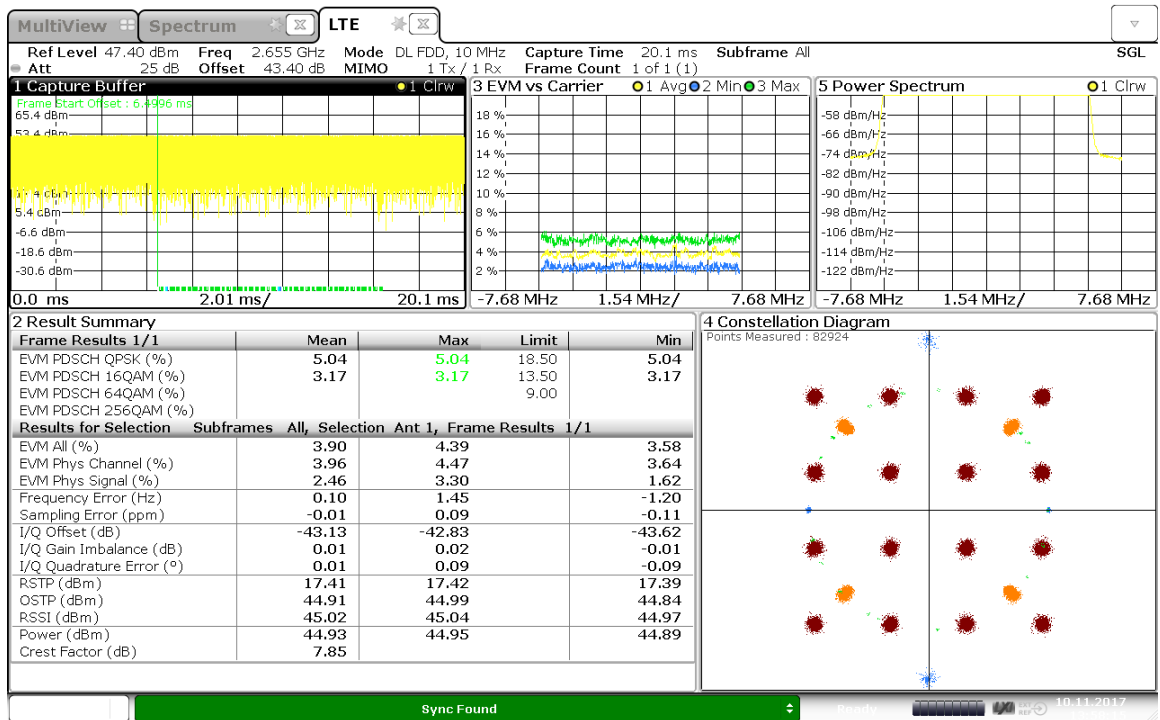 MultiView Spectrum LTE
Ref Level 47.40 dBm Freq 2.655 GHz Mode DL FDD, 10 MHz Capture Time 20.1 ms Subframe All SGL
Att 25 dB Offset 43.40 dB MIMO 1 Tx / 1 Rx Frame Count 1 of 1 (1)
1 Capture Buffer 1 Clrw
Frame Start Offset : 6.4996 ms
65.4 dBm
53.4 dBm
5.4 dBm
-6.6 dBm
-18.6 dBm
-30.6 dBm
0.0 ms 2.01 ms/ 20.1 ms
3 EVM vs Carrier 1 Avg 2 Min 3 Max
18 %
16 %
14 %
12 %
10 %
8 %
6 %
4 %
2 %
-7.68 MHz 1.54 MHz/ 7.68 MHz
5 Power Spectrum 1 Clrw
-58 dBm/Hz
-66 dBm/Hz
-74 dBm/Hz
-82 dBm/Hz
-90 dBm/Hz
-98 dBm/Hz
-106 dBm/Hz
-114 dBm/Hz
-122 dBm/Hz
-7.68 MHz 1.54 MHz/ 7.68 MHz
2 Result Summary
Frame Results 1/1 Mean Max Limit Min
EVM PDSCH QPSK (%) 5.04 5.04 18.50 5.04
EVM PDSCH 16QAM (%) 3.17 3.17 13.50 3.17
EVM PDSCH 64QAM (%) 9.00
EVM PDSCH 256QAM (%)
Results for Selection Subframes All, Selection Ant 1, Frame Results 1/1
EVM All (%) 3.90 4.39 3.58
EVM Phys Channel (%) 3.96 4.47 3.64
EVM Phys Signal (%) 2.46 3.30 1.62
Frequency Error (Hz) 0.10 1.45 -1.20
Sampling Error (ppm) -0.01 0.09 -0.11
I/Q Offset (dB) -43.13 -42.83 -43.62
I/Q Gain Imbalance (dB) 0.01 0.02 -0.01
I/Q Quadrature Error (º) 0.01 0.09 -0.09
RSTP (dBm) 17.41 17.42 17.39
OSTP (dBm) 44.91 44.99 44.84
RSSI (dBm) 45.02 45.04 44.97
Power (dBm) 44.93 44.95 44.89
Crest Factor (dB) 7.85
4 Constellation Diagram
Points Measured : 82924
Sync Found Ready EXT REF 10.11.2017